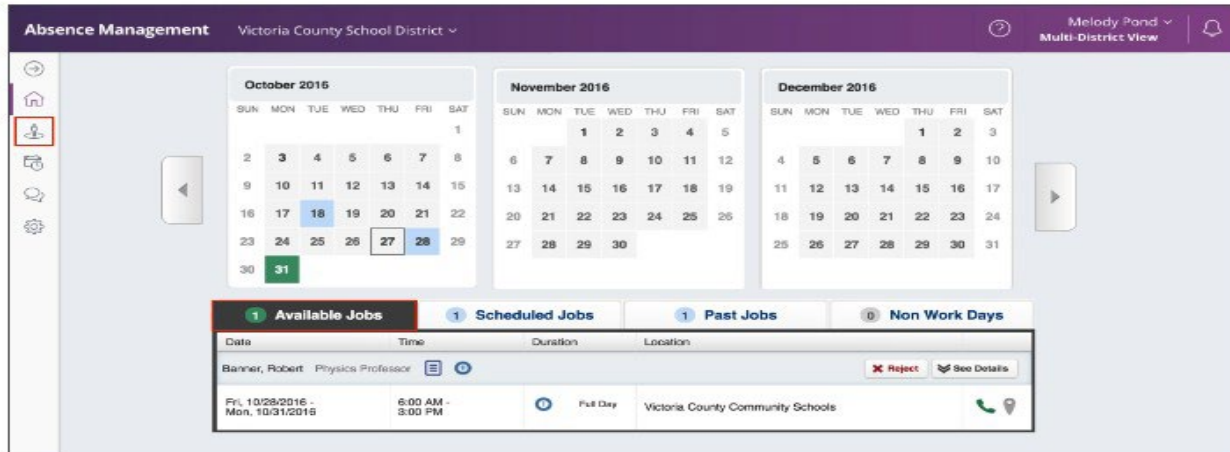 Absence Management Victoria County School District Melody Pond
Multi-District View
October 2016 November 2016 December 2016
SUN MON TUE WED THU FRI SAT SUN MON TUE WED THU FRI SAT SUN MON TUE WED THU FRI SAT
1 1 2 3 4 5 1 2 3
2 3 4 5 6 7 8 6 7 8 9 10 11 12 4 5 6 7 8 9 10
9 10 11 12 13 14 15 13 14 15 16 17 18 19 11 12 13 14 15 16 17
16 17 18 19 20 21 22 20 21 22 23 24 25 26 18 19 20 21 22 23 24
23 24 25 26 27 28 29 27 28 29 30 25 26 27 28 29 30 31
30 31
1 Available Jobs 1 Scheduled Jobs 1 Past Jobs 0 Non Work Days
Date Time Duration Location
Banner, Robert Physics Professor Reject See Details
Fri, 10/28/2016 - 6:00 AM - Full Day Victoria County Community Schools
Mon, 10/31/2016 3:00 PM